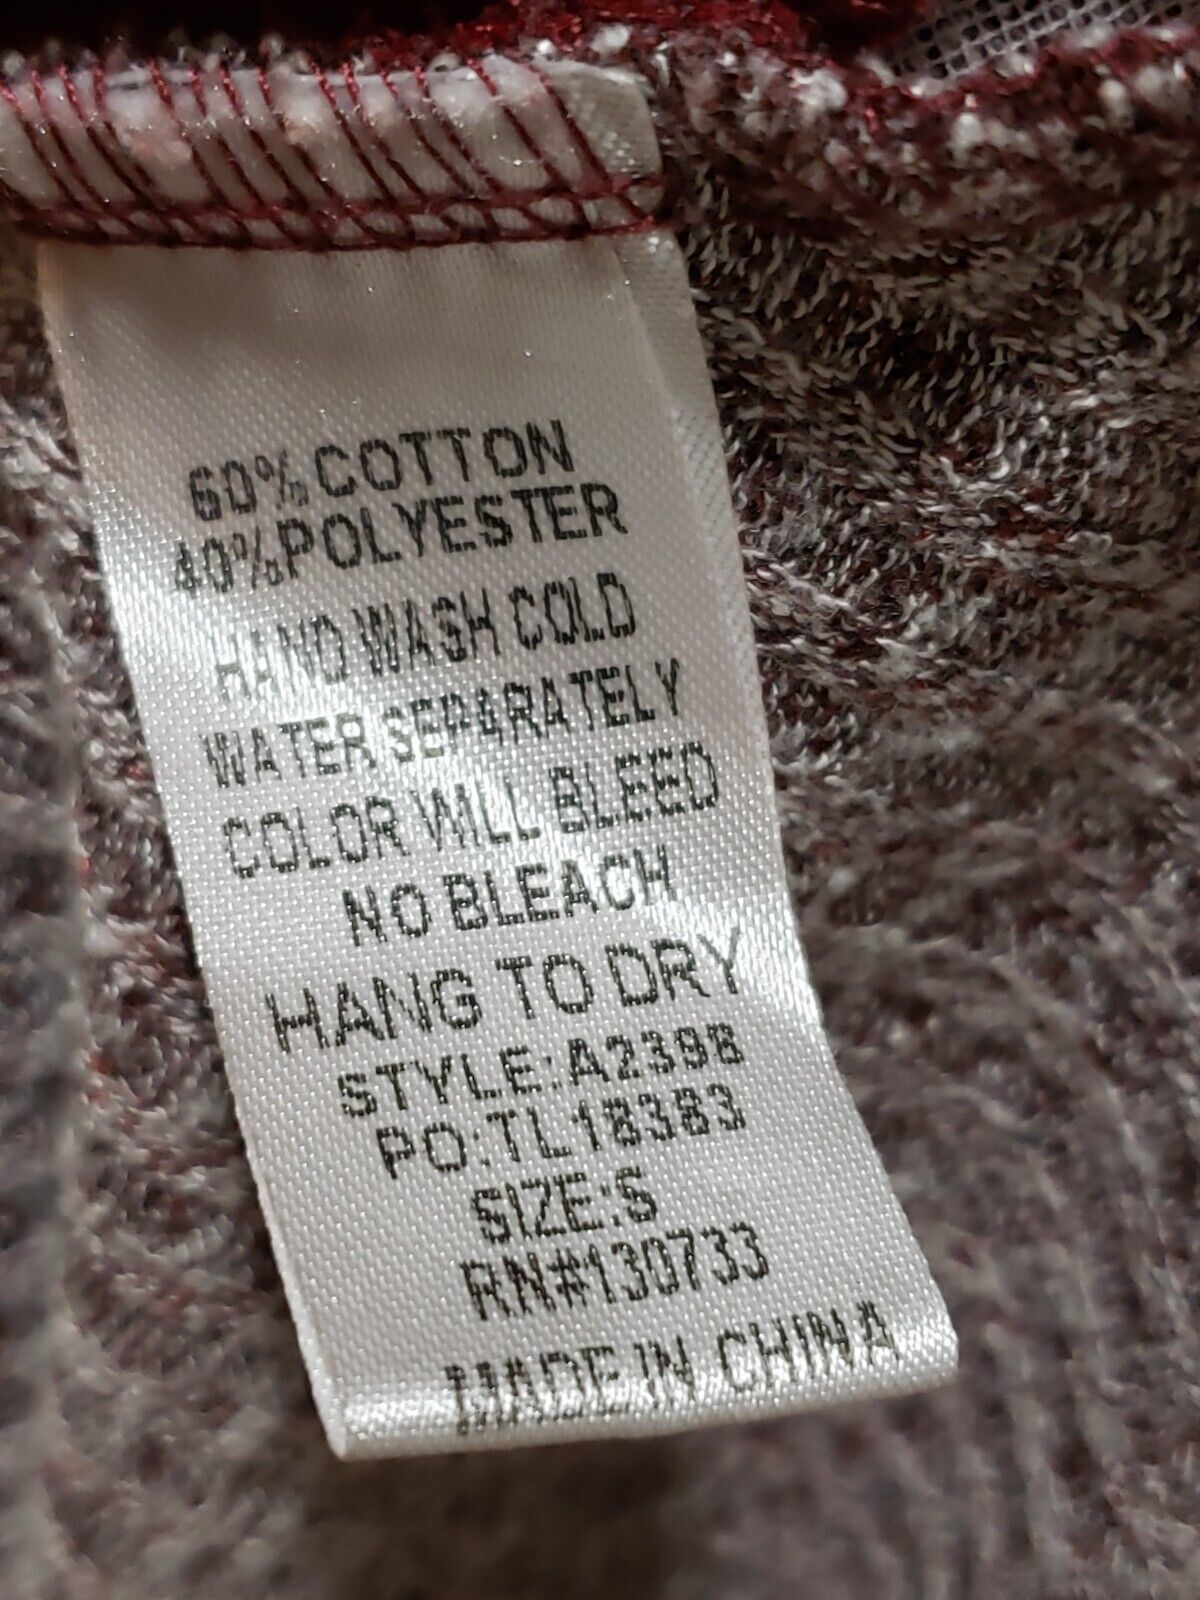 60%COTTON
40%POLYESTER
HAND WASH COLD
WATER SEPARATELY
COLOR WILL BLEED
NO BLEACH
HANG TO DRY
STYLE:A2398
PO:TL18383
SIZE:S
RN#130733
MADE IN CHINA